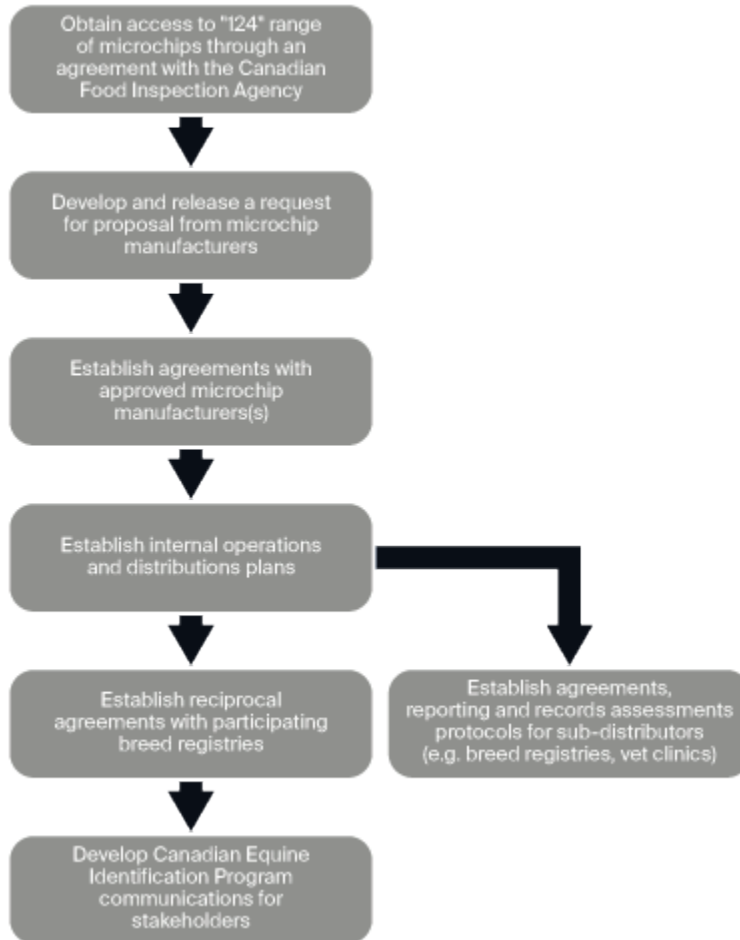 Obtain access to "124" range
of microchips through an
agreement with the Canadian
Food Inspection Agency
Develop and release a request
for proposal from microchip
manufacturers
Establish agreements with
approved microchip
manufacturers(s)
Establish internal operations
and distributions plans
Establish reciprocal
agreements with participating
breed registries
Establish agreements,
reporting and records assessments
protocols for sub-distributors
(e.g. breed registries, vet clinics)
Develop Canadian Equine
Identification Program
communications for
stakeholders